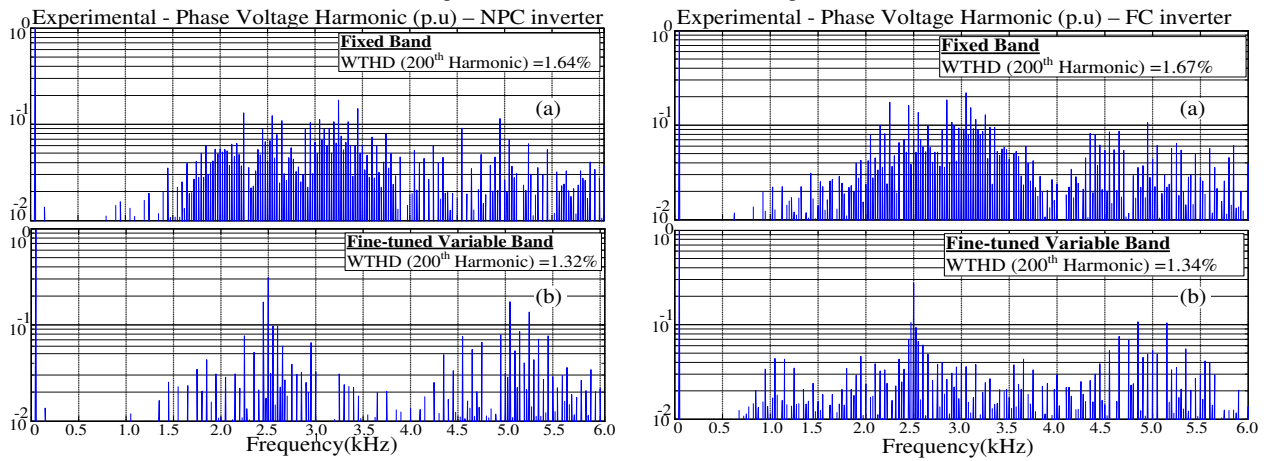 Experimental - Phase Voltage Harmonic (p.u) – NPC inverter
10^0
Fixed Band
WTHD (200th Harmonic) =1.64%
(a)
10^-1
10^-2
10^0
Fine-tuned Variable Band
WTHD (200th Harmonic) =1.32%
(b)
10^-1
10^-2
0 0.5 1.0 1.5 2.0 2.5 3.0 3.5 4.0 4.5 5.0 5.5 6.0
Frequency(kHz)
Experimental - Phase Voltage Harmonic (p.u) – FC inverter
10^0
Fixed Band
WTHD (200th Harmonic) =1.67%
(a)
10^-1
10^-2
10^0
Fine-tuned Variable Band
WTHD (200th Harmonic) =1.34%
(b)
10^-1
10^-2
0 0.5 1.0 1.5 2.0 2.5 3.0 3.5 4.0 4.5 5.0 5.5 6.0
Frequency(kHz)